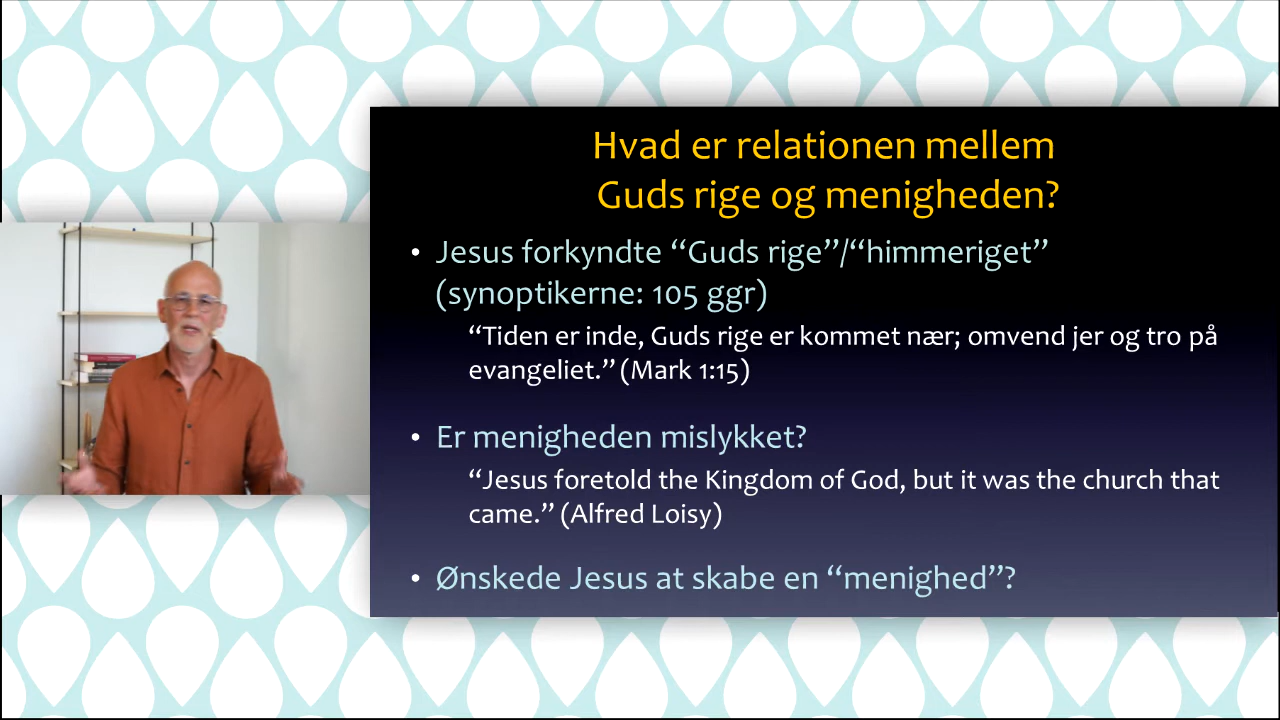 Hvad er relationen mellem
Guds rige og menigheden?
• Jesus forkyndte “Guds rige”/“himmeriget”
(synoptikerne: 105 ggr)
“Tiden er inde, Guds rige er kommet nær; omvend jer og tro på
evangeliet.” (Mark 1:15)
• Er menigheden mislykket?
“Jesus foretold the Kingdom of God, but it was the church that
came.” (Alfred Loisy)
• Ønskede Jesus at skabe en “menighed”?